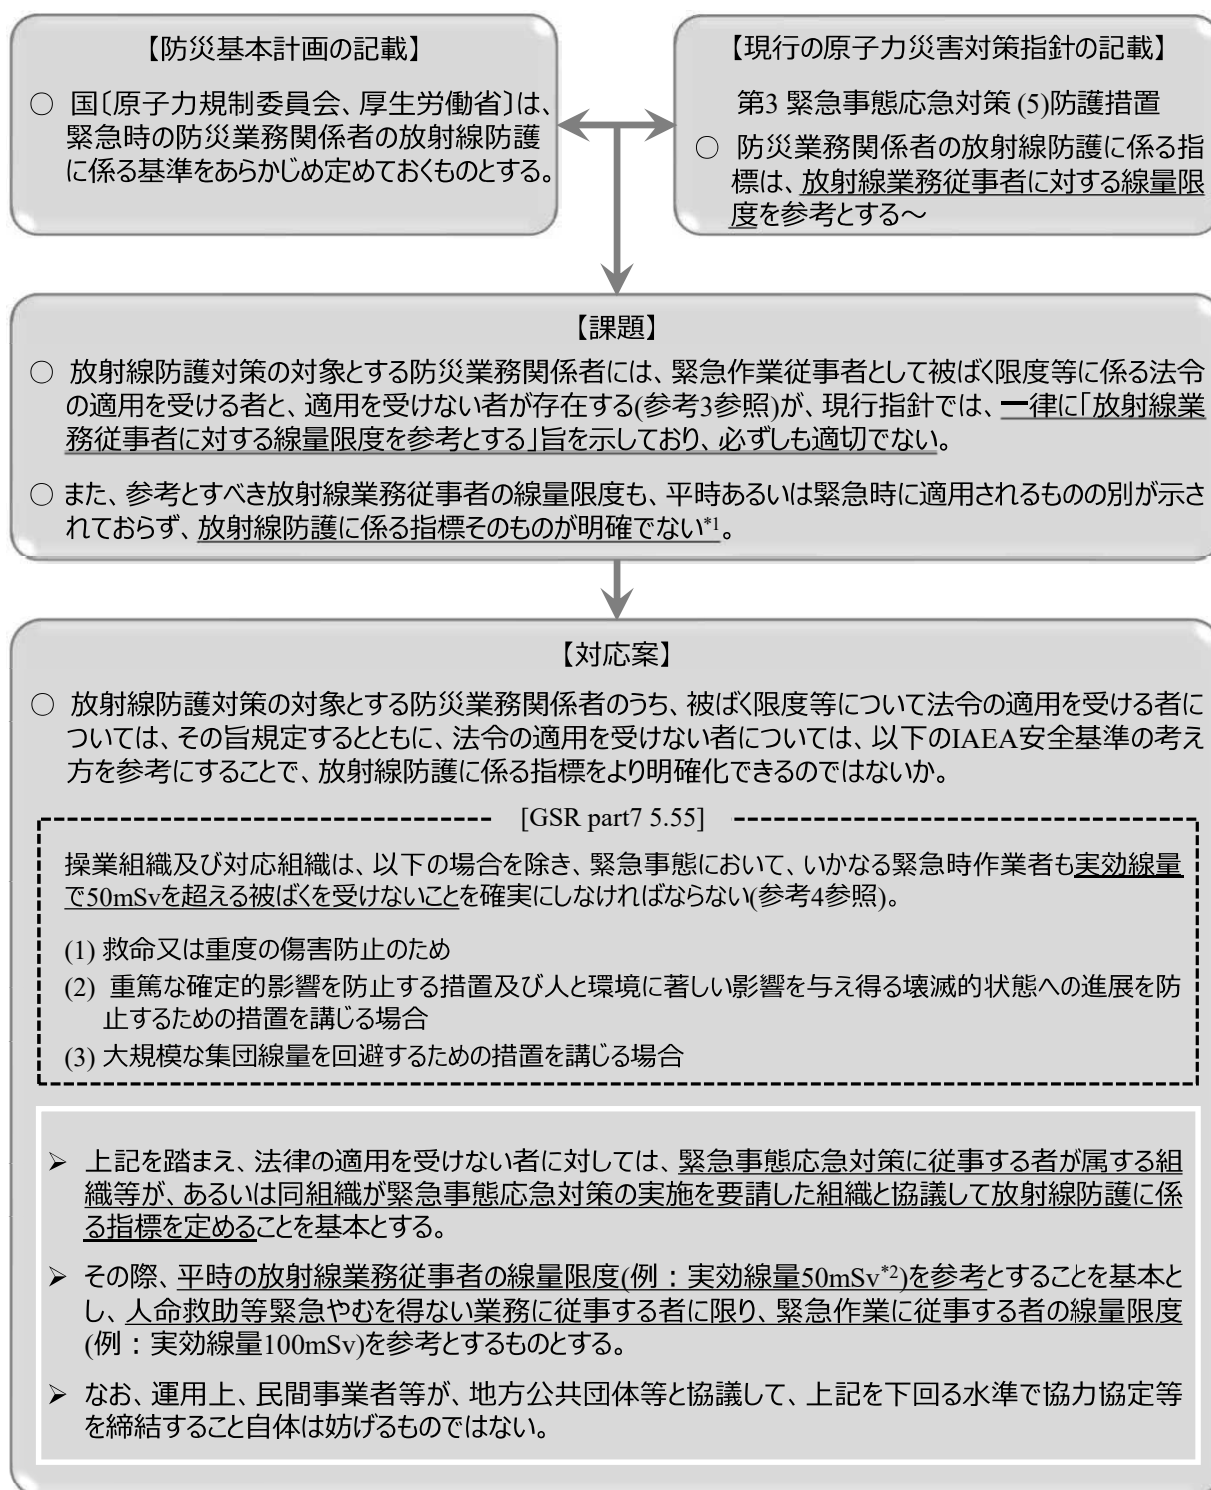 【防災基本計画の記載】
○ 国〔原子力規制委員会、厚生労働省〕は、
緊急時の防災業務関係者の放射線防護
に係る基準をあらかじめ定めておくものとする。
【現行の原子力災害対策指針の記載】
第3 緊急事態応急対策 (5)防護措置
○ 防災業務関係者の放射線防護に係る指
標は、放射線業務従事者に対する線量限
度を参考とする～
【課題】
○ 放射線防護対策の対象とする防災業務関係者には、緊急作業従事者として被ばく限度等に係る法令
の適用を受ける者と、適用を受けない者が存在する(参考3参照)が、現行指針では、一律に「放射線業
務従事者に対する線量限度を参考とする」旨を示しており、必ずしも適切でない。
○ また、参考とすべき放射線業務従事者の線量限度も、平時あるいは緊急時に適用されるものの別が示さ
れておらず、放射線防護に係る指標そのものが明確でない*1。
【対応案】
○ 放射線防護対策の対象とする防災業務関係者のうち、被ばく限度等について法令の適用を受ける者に
ついては、その旨規定するとともに、法令の適用を受けない者については、以下のIAEA安全基準の考え
方を参考にすることで、放射線防護に係る指標をより明確化できるのではないか。
[GSR part7 5.55]
操業組織及び対応組織は、以下の場合を除き、緊急事態において、いかなる緊急時作業者も実効線量
で50mSvを超える被ばくを受けないことを確実にしなければならない(参考4参照)。
(1) 救命又は重度の傷害防止のため
(2) 重篤な確定的影響を防止する措置及び人と環境に著しい影響を与え得る壊滅的状態への進展を防
止するための措置を講じる場合
(3) 大規模な集団線量を回避するための措置を講じる場合
➢ 上記を踏まえ、法律の適用を受けない者に対しては、緊急事態応急対策に従事する者が属する組
織等が、あるいは同組織が緊急事態応急対策の実施を要請した組織と協議して放射線防護に係
る指標を定めることを基本とする。
➢ その際、平時の放射線業務従事者の線量限度(例：実効線量50mSv*2)を参考とすることを基本と
し、人命救助等緊急やむを得ない業務に従事する者に限り、緊急作業に従事する者の線量限度
(例：実効線量100mSv)を参考とするものとする。
➢ なお、運用上、民間事業者等が、地方公共団体等と協議して、上記を下回る水準で協力協定等
を締結すること自体は妨げるものではない。